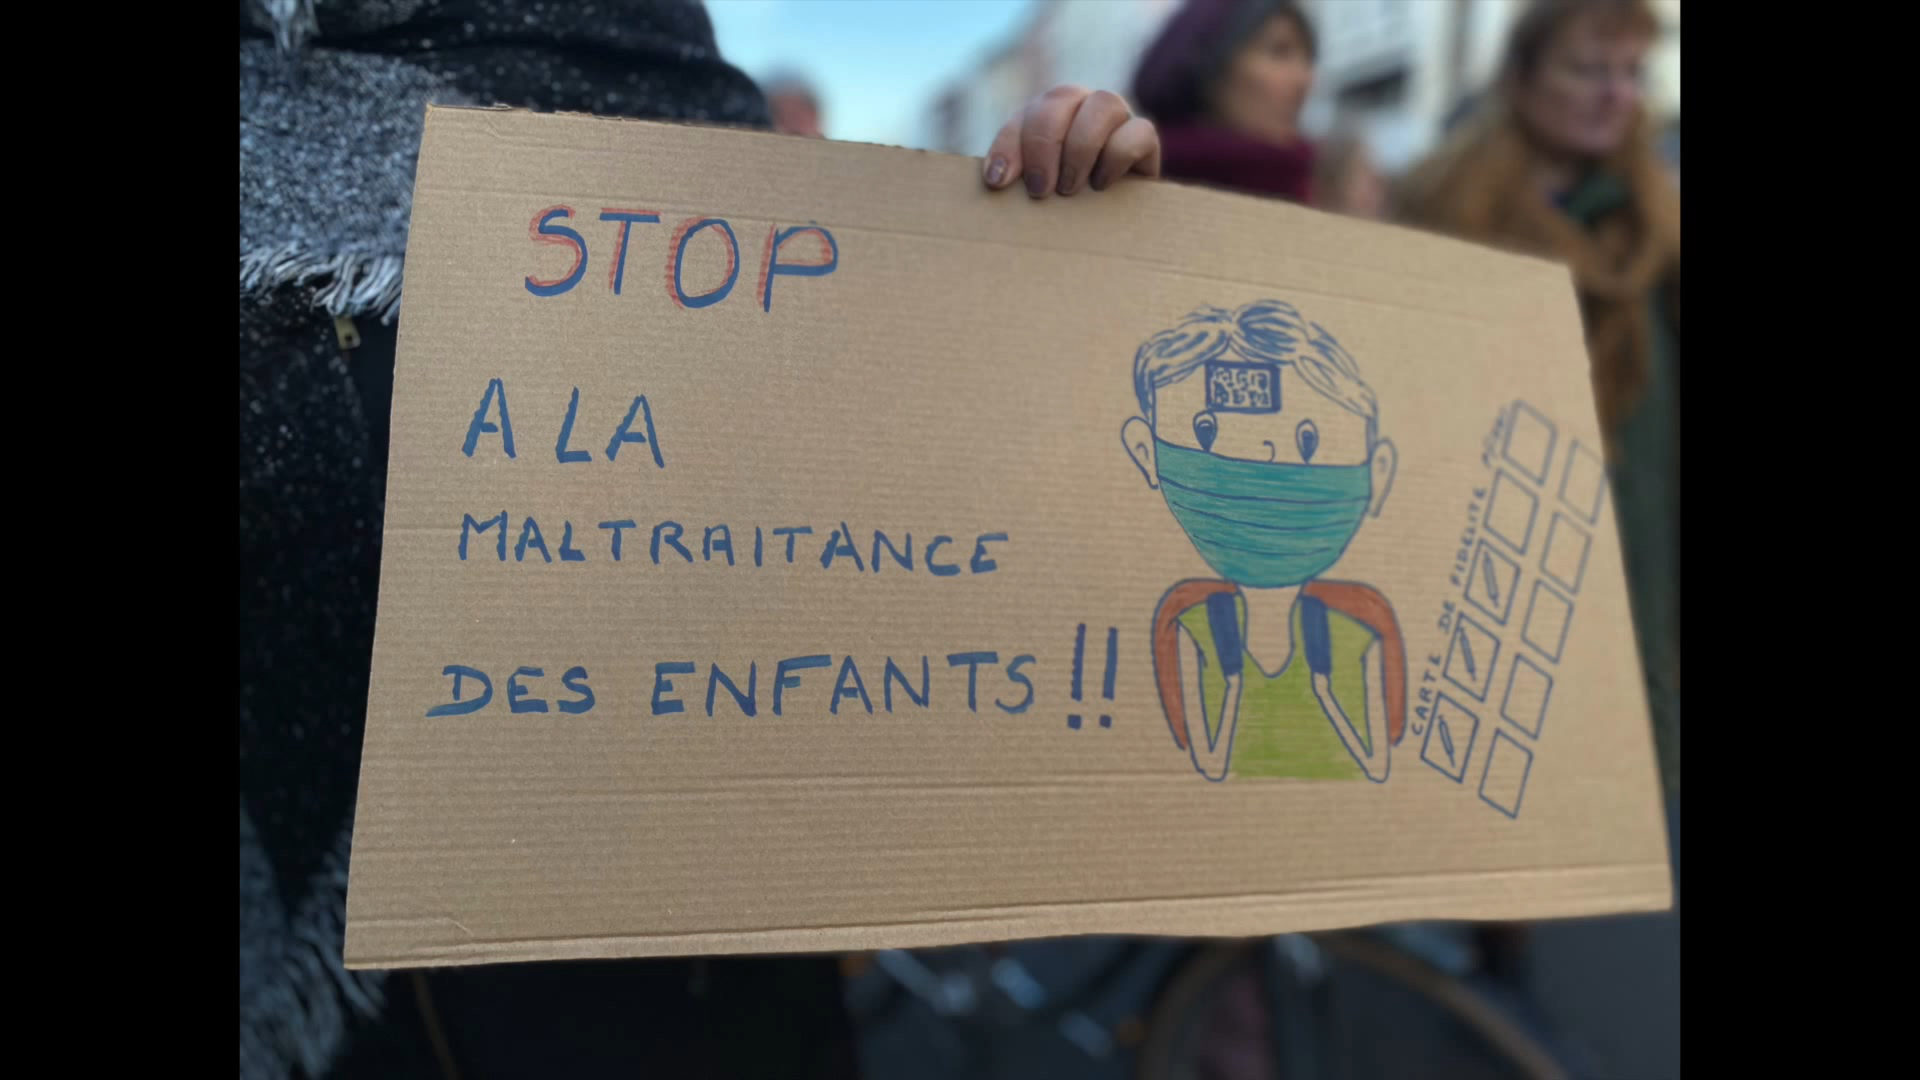 STOP
A LA
MALTRAITANCE
DES ENFANTS !!
CARTE DE FIDELITE